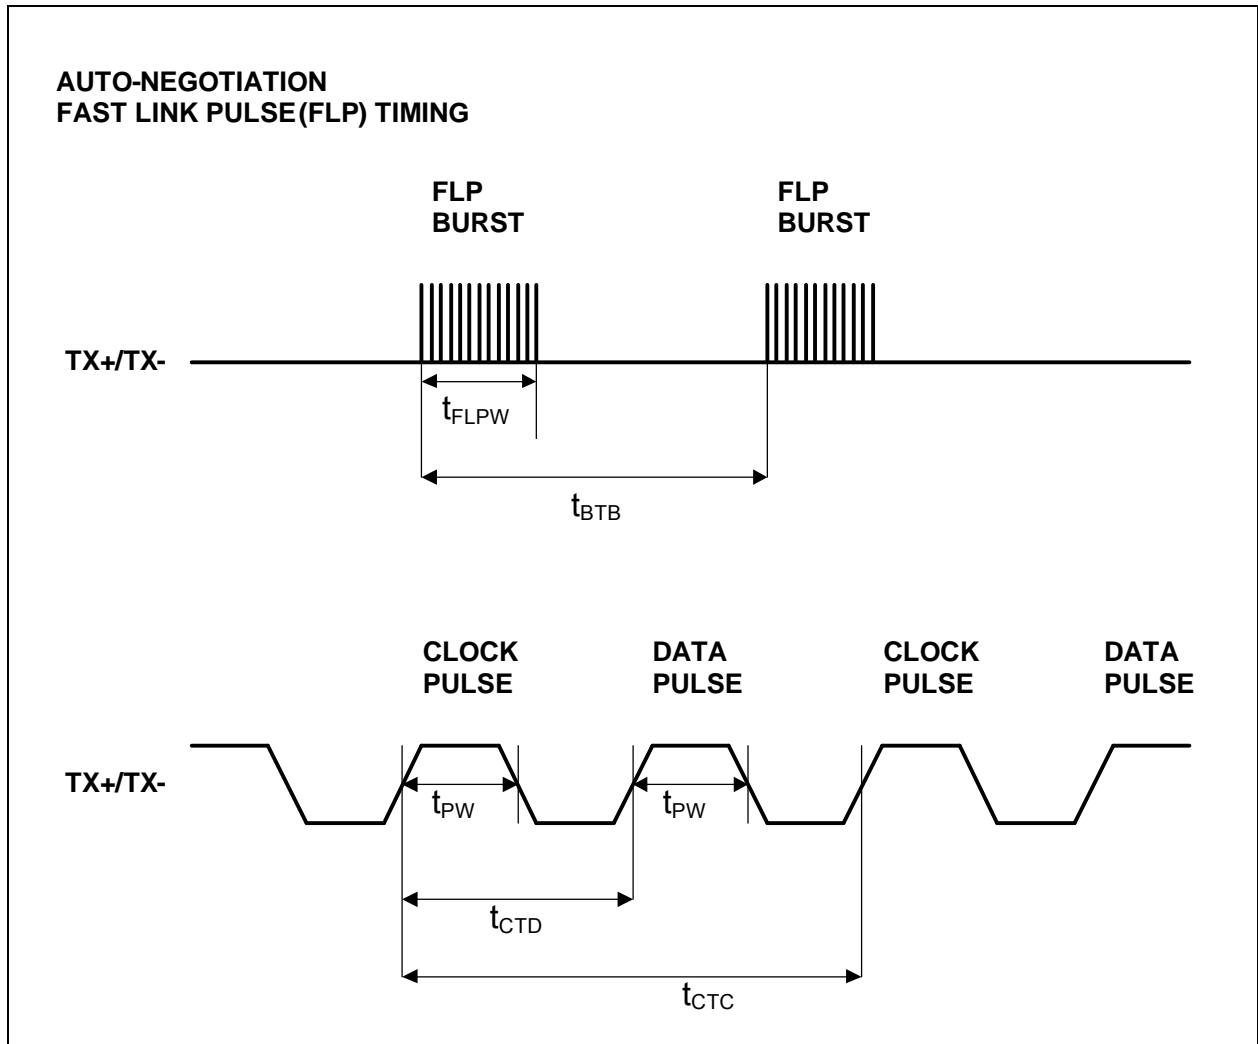 AUTO-NEGOTIATION
FAST LINK PULSE (FLP) TIMING
FLP
BURST
FLP
BURST
TX+/TX-
tFLPW
tBTB
CLOCK
PULSE
DATA
PULSE
CLOCK
PULSE
DATA
PULSE
TX+/TX-
tPW
tPW
tCTD
tCTC